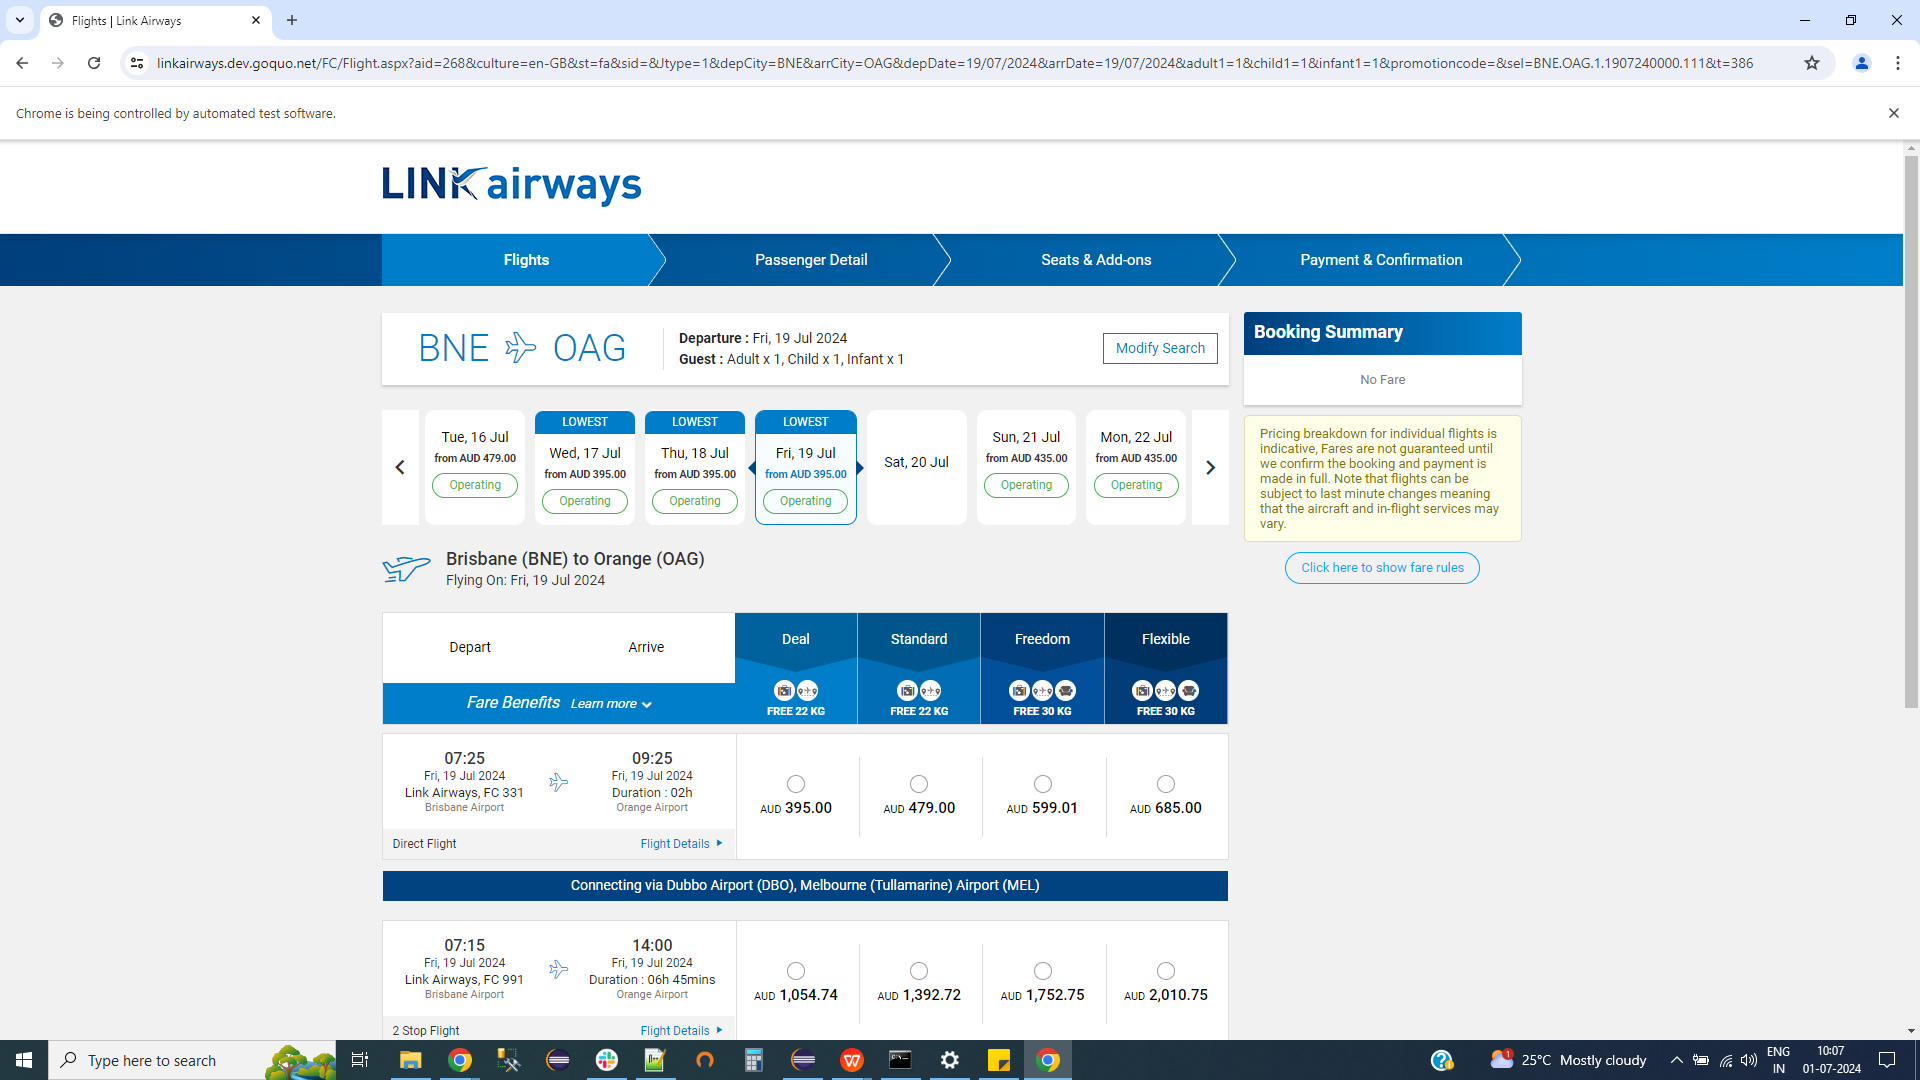 Flights | Link Airways
linkairways.dev.goquo.net/FC/Flight.aspx?aid=268&culture=en-GB&st=fa&sid=&Jtype=1&depCity=BNE&arrCity=OAG&depDate=19/07/2024&arrDate=19/07/2024&adult1=1&child1=1&infant1=1&promotioncode=&sel=BNE.OAG.1.1907240000.111&t=386
Chrome is being controlled by automated test software.
LINK airways
Flights
Passenger Detail
Seats & Add-ons
Payment & Confirmation
BNE OAG
Departure : Fri, 19 Jul 2024
Guest : Adult x 1, Child x 1, Infant x 1
Modify Search
Booking Summary
No Fare
Tue, 16 Jul
from AUD 479.00
Operating
LOWEST
Wed, 17 Jul
from AUD 395.00
Operating
LOWEST
Thu, 18 Jul
from AUD 395.00
Operating
LOWEST
Fri, 19 Jul
from AUD 395.00
Operating
Sat, 20 Jul
Sun, 21 Jul
from AUD 435.00
Operating
Mon, 22 Jul
from AUD 435.00
Operating
Pricing breakdown for individual flights is
indicative, Fares are not guaranteed until
we confirm the booking and payment is
made in full. Note that flights can be
subject to last minute changes meaning
that the aircraft and in-flight services may
vary.
Click here to show fare rules
Brisbane (BNE) to Orange (OAG)
Flying On: Fri, 19 Jul 2024
Depart
Arrive
Deal
Standard
Freedom
Flexible
Fare Benefits Learn more
FREE 22 KG
FREE 22 KG
FREE 30 KG
FREE 30 KG
07:25
Fri, 19 Jul 2024
Link Airways, FC 331
Brisbane Airport
09:25
Fri, 19 Jul 2024
Duration : 02h
Orange Airport
AUD 395.00
AUD 479.00
AUD 599.01
AUD 685.00
Direct Flight
Flight Details
Connecting via Dubbo Airport (DBO), Melbourne (Tullamarine) Airport (MEL)
07:15
Fri, 19 Jul 2024
Link Airways, FC 991
Brisbane Airport
14:00
Fri, 19 Jul 2024
Duration : 06h 45mins
Orange Airport
AUD 1,054.74
AUD 1,392.72
AUD 1,752.75
AUD 2,010.75
2 Stop Flight
Flight Details
Type here to search
1
25°C Mostly cloudy
ENG
IN
10:07
01-07-2024